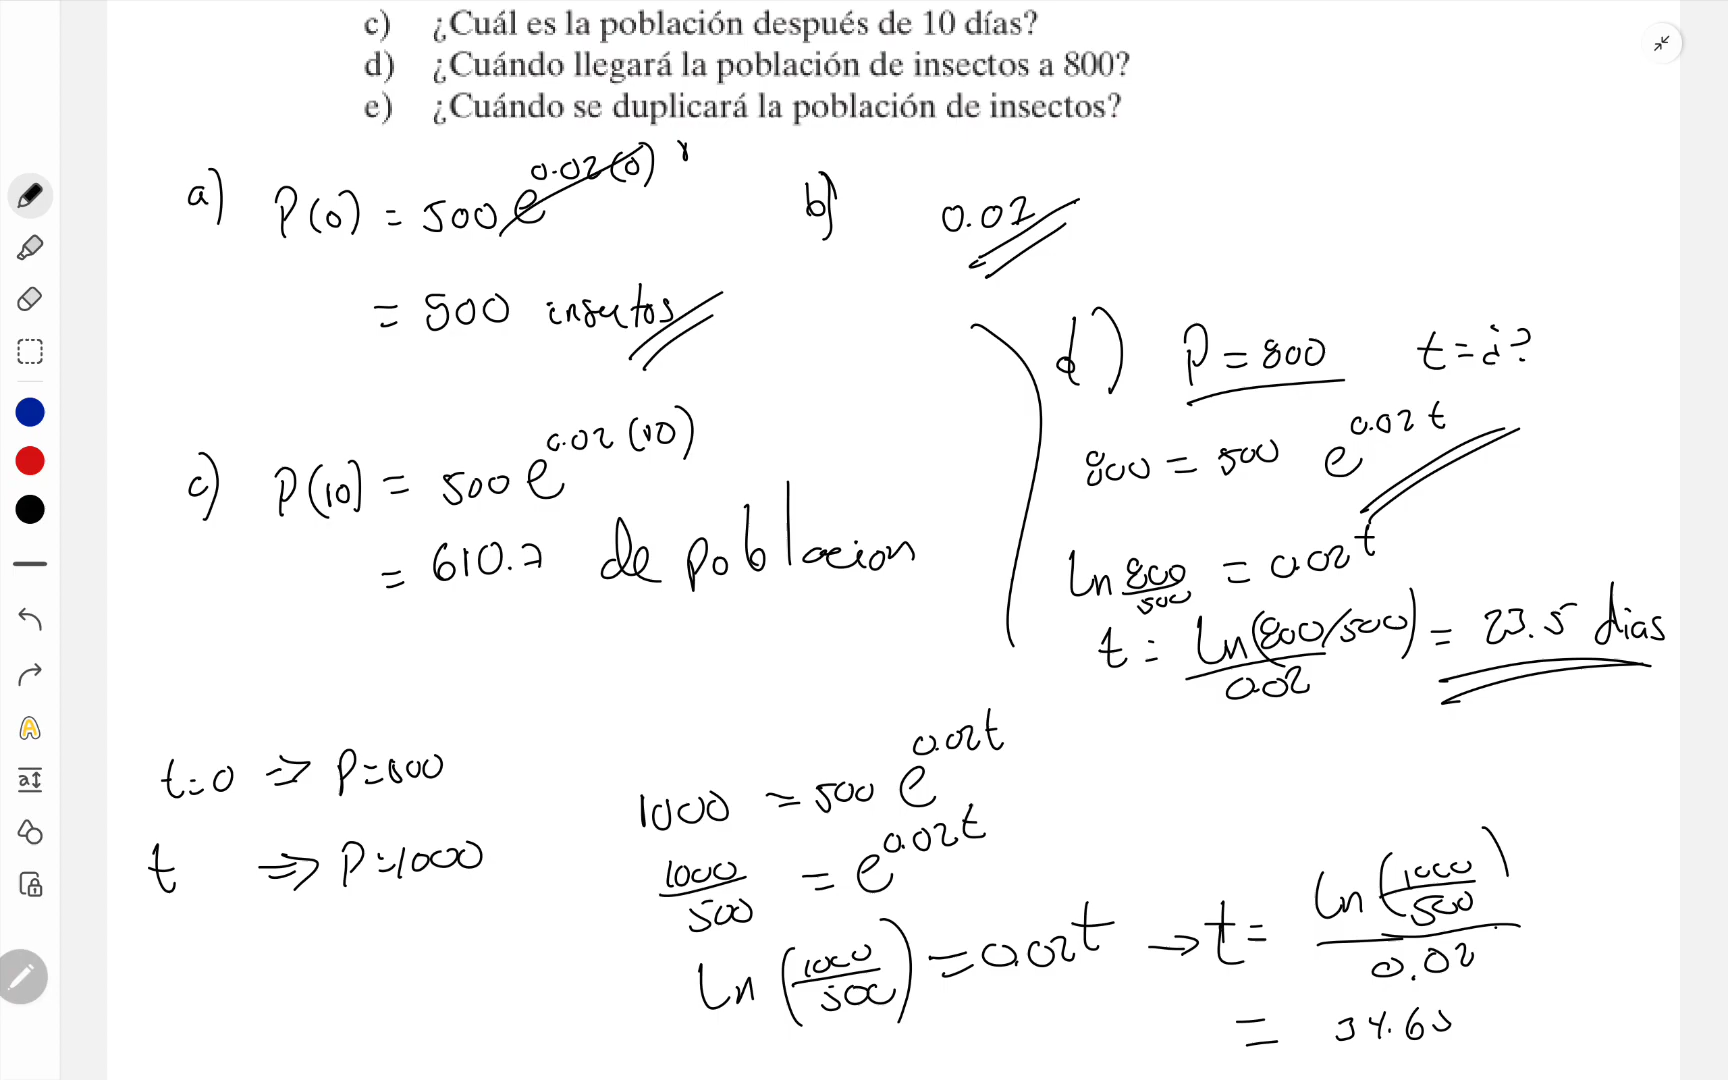 c) ¿Cuál es la población después de 10 días?
d) ¿Cuándo llegará la población de insectos a 800?
e) ¿Cuándo se duplicará la población de insectos?
a) P(0) = 500 e^0.02(0) 1
= 500 insectos
b) 0.02
c) P(10) = 500 e^0.02(10)
= 610.7 de poblacion
d) P = 800 t = ¿?
800 = 500 e^0.02t
Ln 800/500 = 0.02t
t = Ln(800/500)/0.02 = 23.5 dias
t=0 => P=500
t => P=1000
1000 = 500 e^0.02t
1000/500 = e^0.02t
Ln(1000/500) = 0.02t → t = Ln(1000/500)/0.02
= 34.65